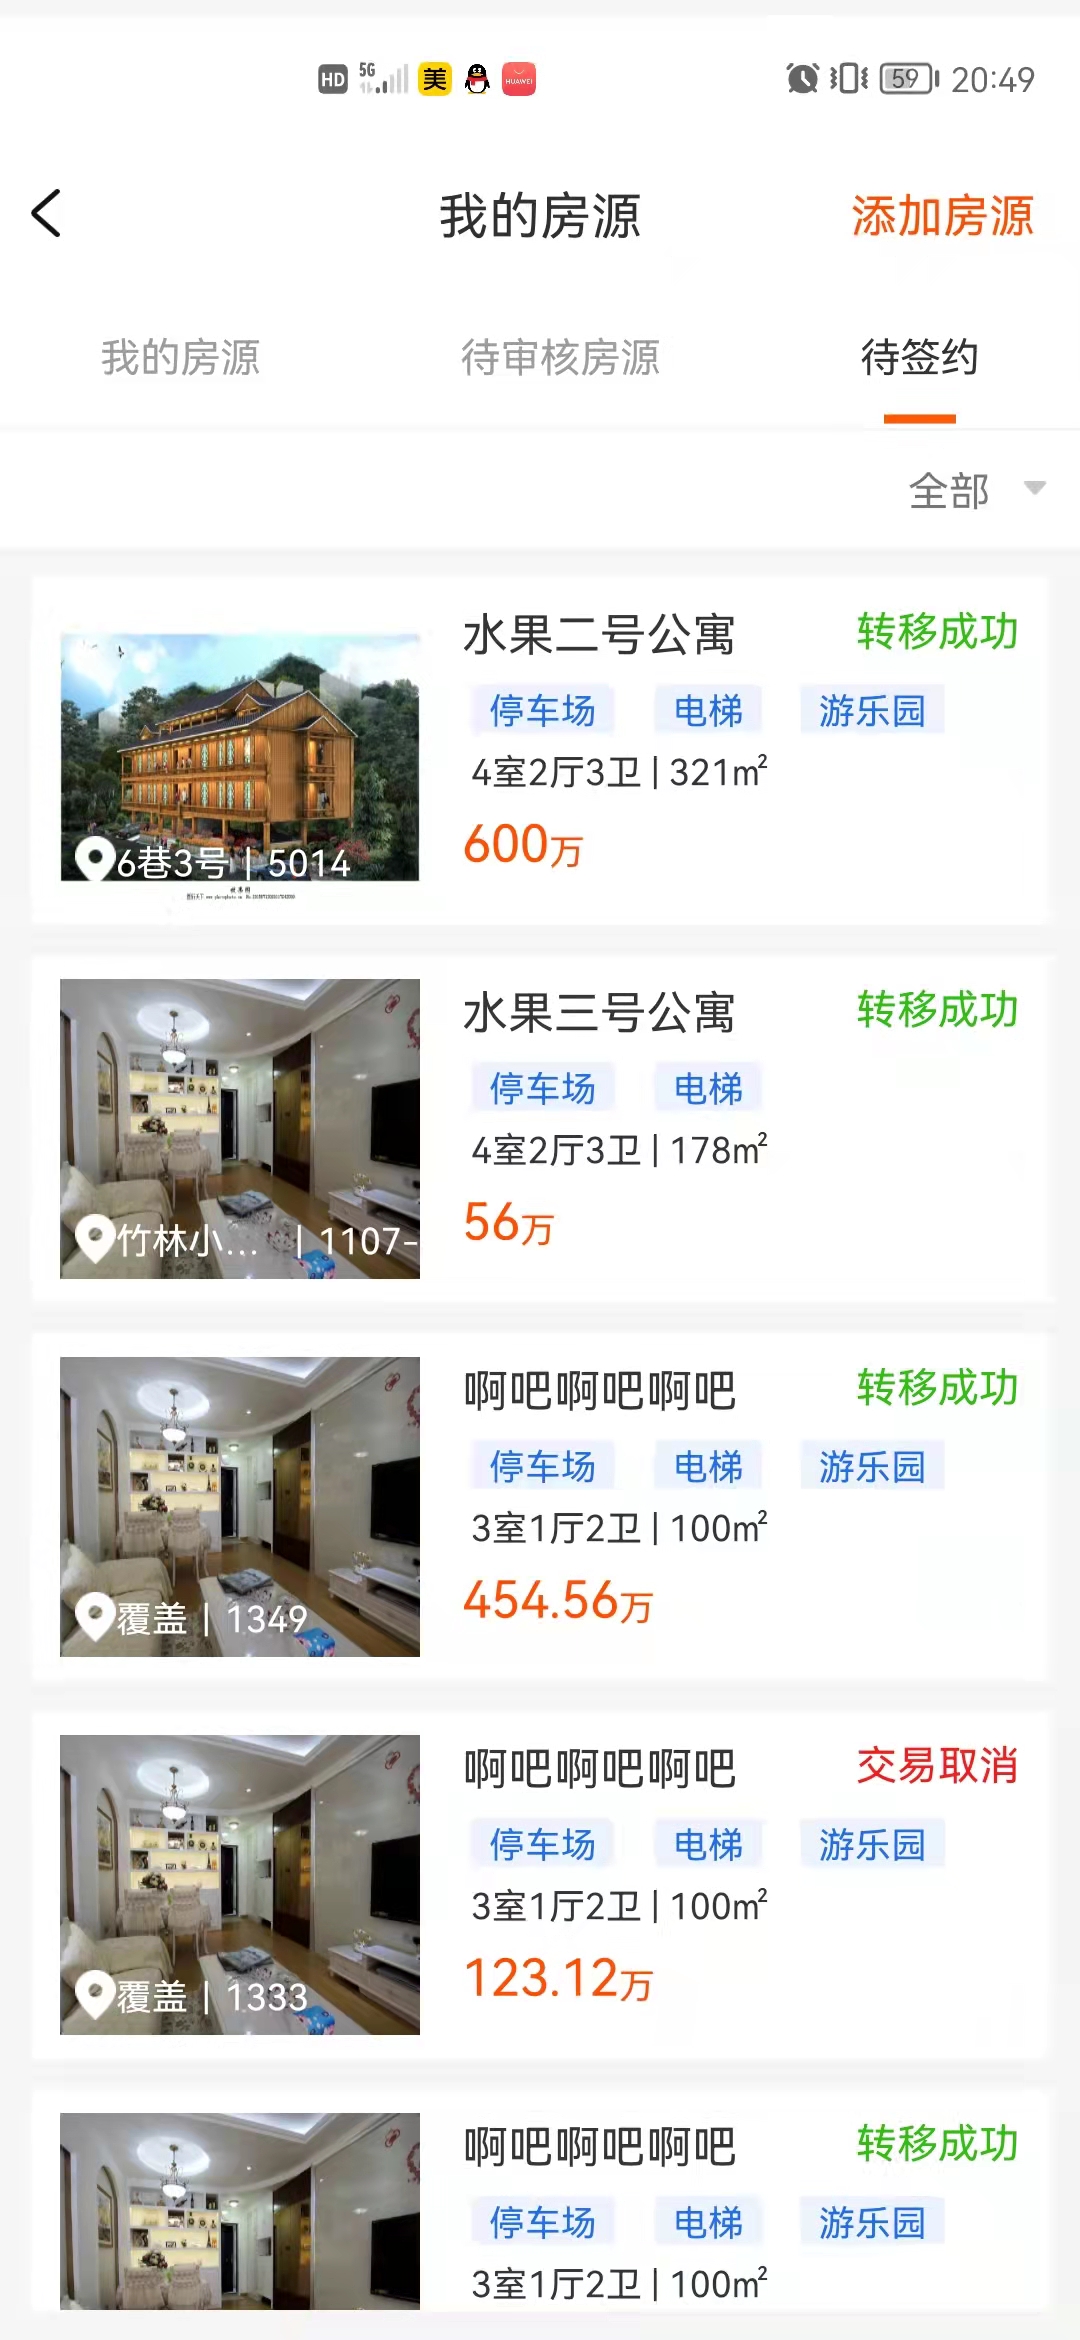 HD 5G 美 HUAWEI 59 20:49
我的房源 添加房源
我的房源 待审核房源 待签约
全部
水果二号公寓 转移成功
停车场 电梯 游乐园
4室2厅3卫 | 321m²
600万
6巷3号 | 5014
水果三号公寓 转移成功
停车场 电梯
4室2厅3卫 | 178m²
56万
竹林小... | 1107-
啊吧啊吧啊吧 转移成功
停车场 电梯 游乐园
3室1厅2卫 | 100m²
454.56万
覆盖 | 1349
啊吧啊吧啊吧 交易取消
停车场 电梯 游乐园
3室1厅2卫 | 100m²
123.12万
覆盖 | 1333
啊吧啊吧啊吧 转移成功
停车场 电梯 游乐园
3室1厅2卫 | 100m²